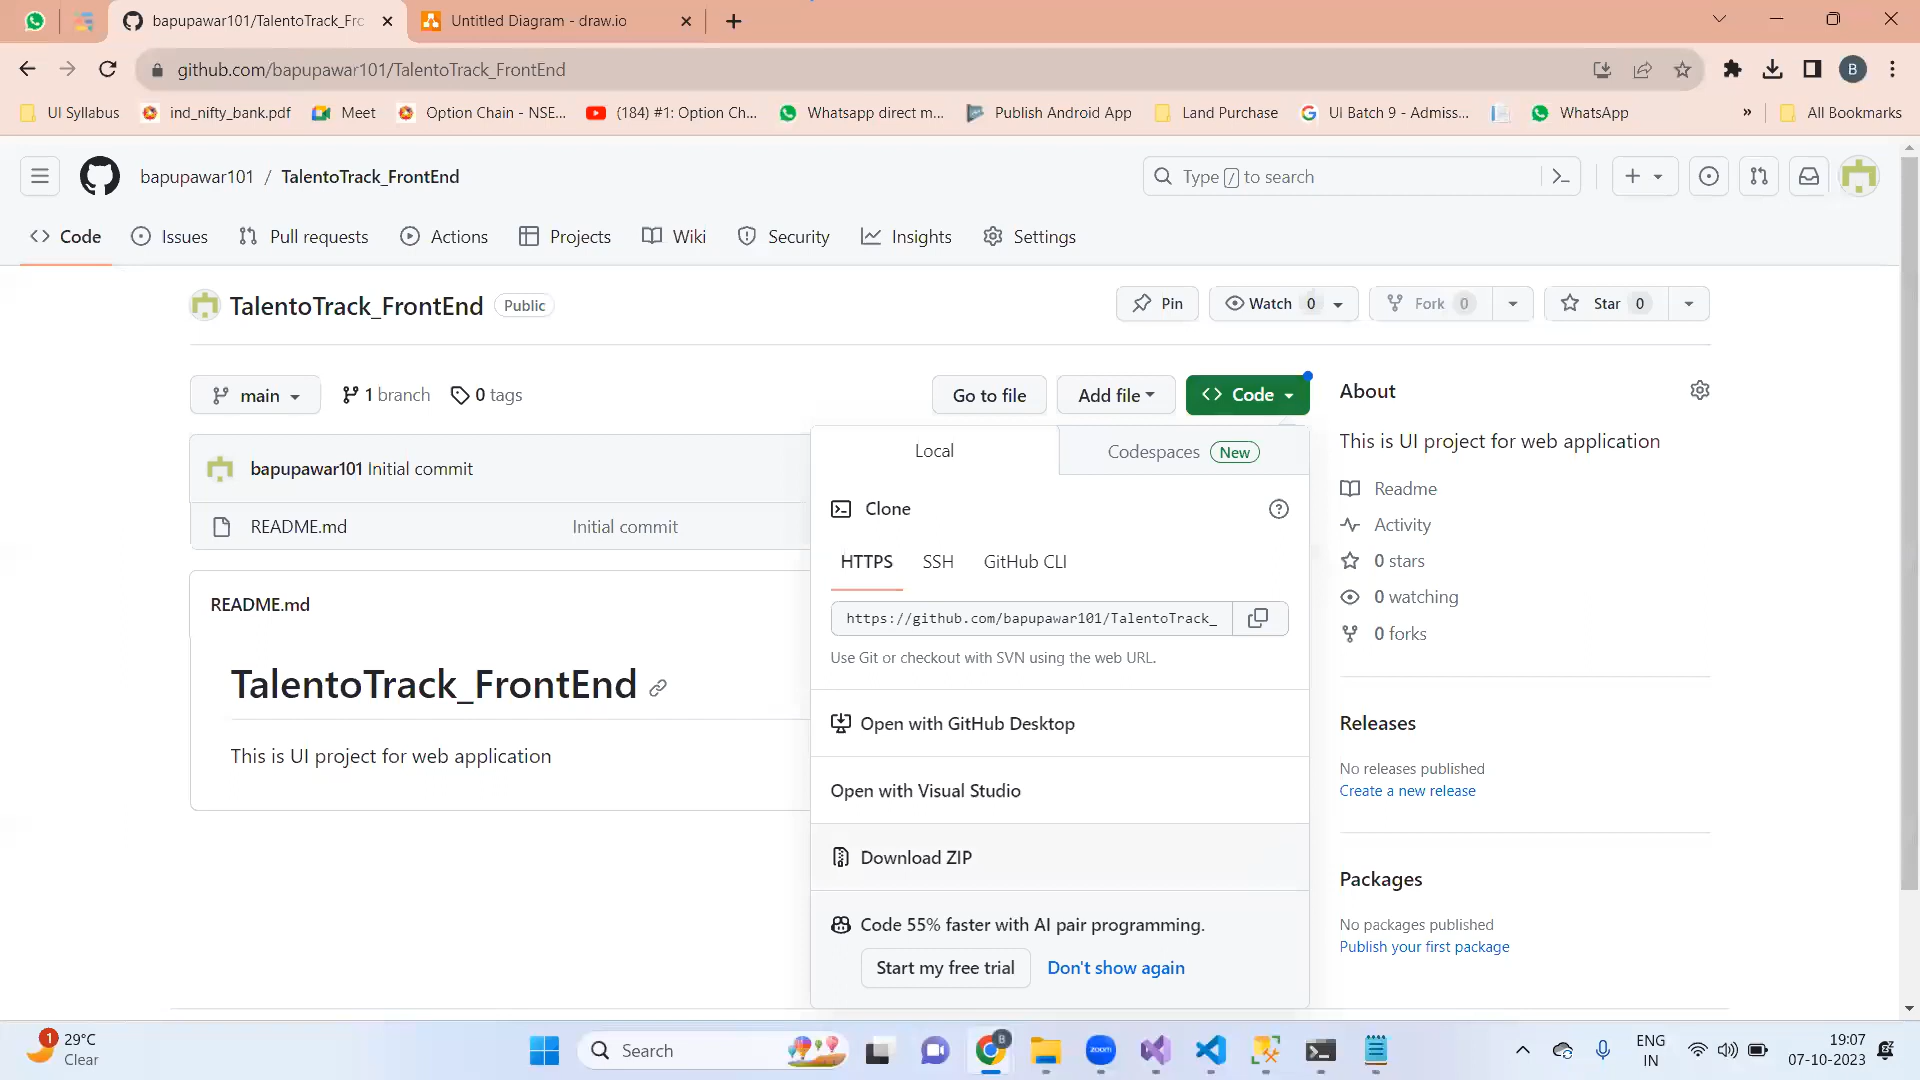 bapupawar101/TalentoTrack_Fro
Untitled Diagram - draw.io
github.com/bapupawar101/TalentoTrack_FrontEnd
B
UI Syllabus
ind_nifty_bank.pdf
Meet
Option Chain - NSE...
(184) #1: Option Ch...
Whatsapp direct m...
Publish Android App
Land Purchase
UI Batch 9 - Admiss...
WhatsApp
»
All Bookmarks
bapupawar101 / TalentoTrack_FrontEnd
Type / to search
Code
Issues
Pull requests
Actions
Projects
Wiki
Security
Insights
Settings
TalentoTrack_FrontEnd
Public
Pin
Watch 0
Fork 0
Star 0
main
1 branch
0 tags
Go to file
Add file
Code
About
This is UI project for web application
bapupawar101 Initial commit
README.md
Initial commit
README.md
TalentoTrack_FrontEnd
This is UI project for web application
Local
Codespaces New
Clone
HTTPS
SSH
GitHub CLI
https://github.com/bapupawar101/TalentoTrack_
Use Git or checkout with SVN using the web URL.
Open with GitHub Desktop
Open with Visual Studio
Download ZIP
Code 55% faster with AI pair programming.
Start my free trial
Don't show again
Readme
Activity
0 stars
0 watching
0 forks
Releases
No releases published
Create a new release
Packages
No packages published
Publish your first package
1
29°C
Clear
Search
B
zoom
ENG
IN
19:07
07-10-2023